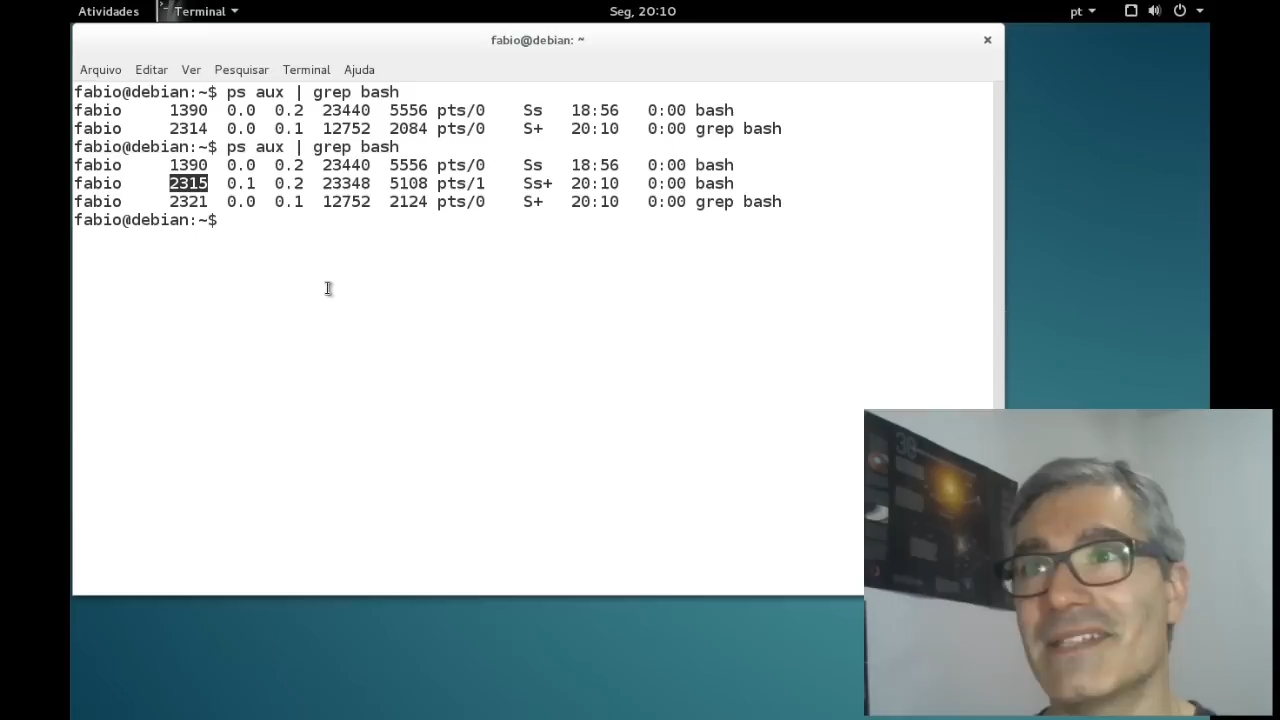 Atividades Terminal Seg, 20:10 pt
fabio@debian: ~
Arquivo Editar Ver Pesquisar Terminal Ajuda
fabio@debian:~$ ps aux | grep bash
fabio 1390 0.0 0.2 23440 5556 pts/0 Ss 18:56 0:00 bash
fabio 2314 0.0 0.1 12752 2084 pts/0 S+ 20:10 0:00 grep bash
fabio@debian:~$ ps aux | grep bash
fabio 1390 0.0 0.2 23440 5556 pts/0 Ss 18:56 0:00 bash
fabio 2315 0.1 0.2 23348 5108 pts/1 Ss+ 20:10 0:00 bash
fabio 2321 0.0 0.1 12752 2124 pts/0 S+ 20:10 0:00 grep bash
fabio@debian:~$